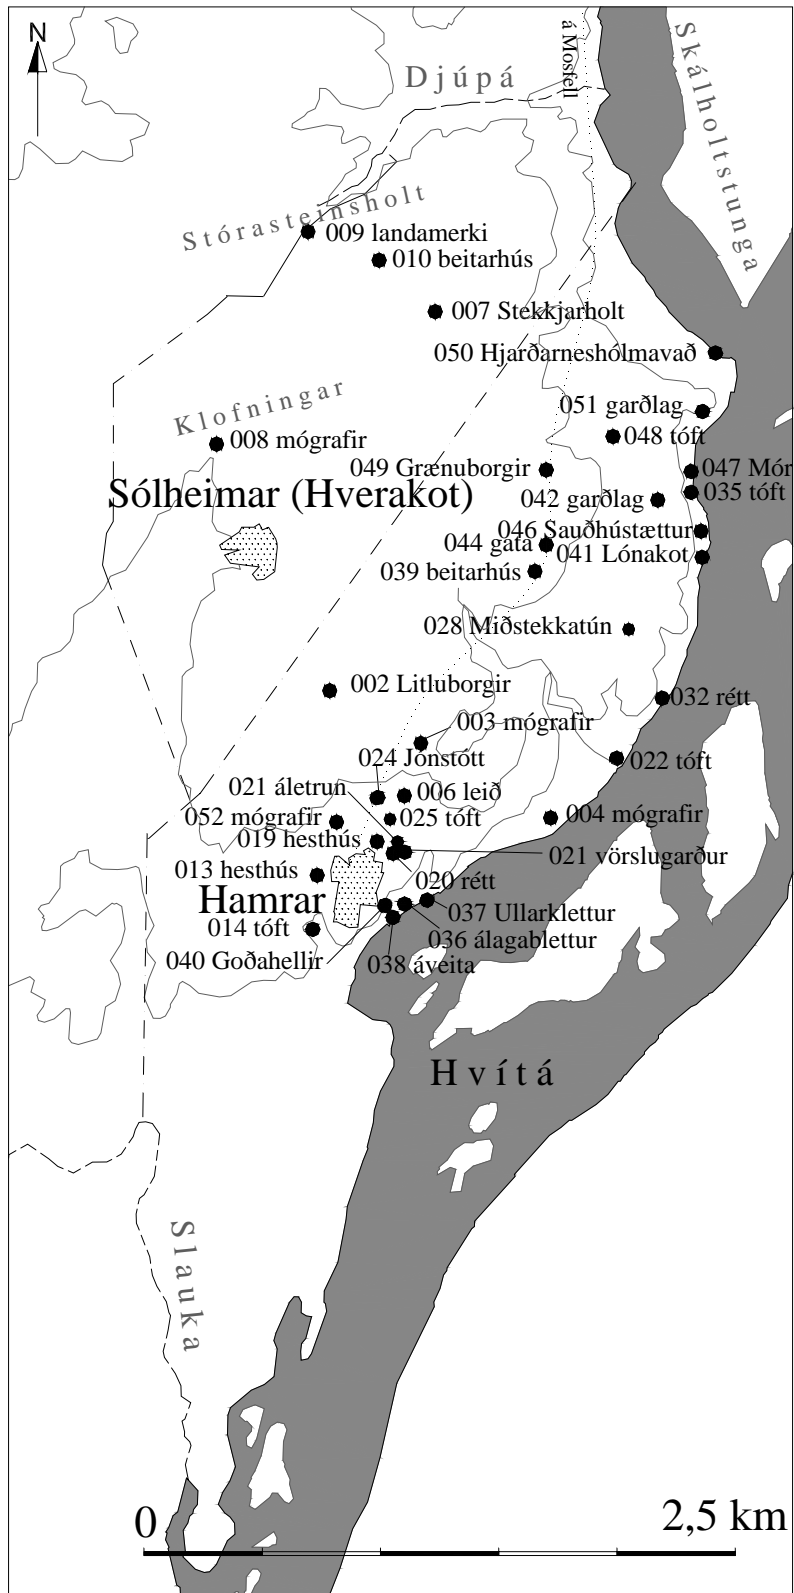 N
á Mosfell
Skálholtstunga
Djúpá
Stórasteinsholt
009 landamerki
010 beitarhús
007 Stekkjarholt
050 Hjarðarneshólmavað
Klofningar
051 garðlag
008 mógrafir
048 tóft
049 Grænuborgir
047 Mór
Sólheimar (Hverakot)
042 garðlag
035 tóft
046 Sauðhústættur
044 gata
041 Lónakot
039 beitarhús
028 Miðstekkatún
002 Litluborgir
032 rétt
003 mógrafir
024 Jónstótt
022 tóft
021 áletrun
006 leið
052 mógrafir
025 tóft
004 mógrafir
019 hesthús
021 vörslugarður
013 hesthús
020 rétt
Hamrar
037 Ullarklettur
014 tóft
036 álagablettur
040 Goðahellir
038 áveita
Hvítá
Slauka
0
2,5 km